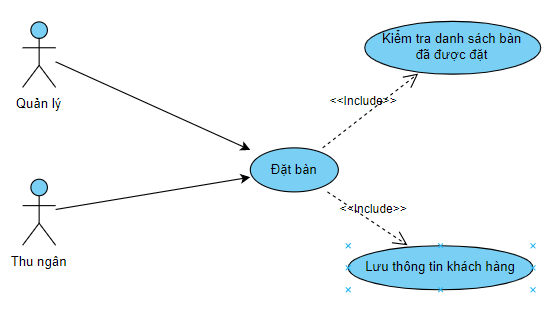 Quản lý
Thu ngân
Đặt bàn
<<Include>>
<<Include>>
Kiểm tra danh sách bàn
đã được đặt
Lưu thông tin khách hàng